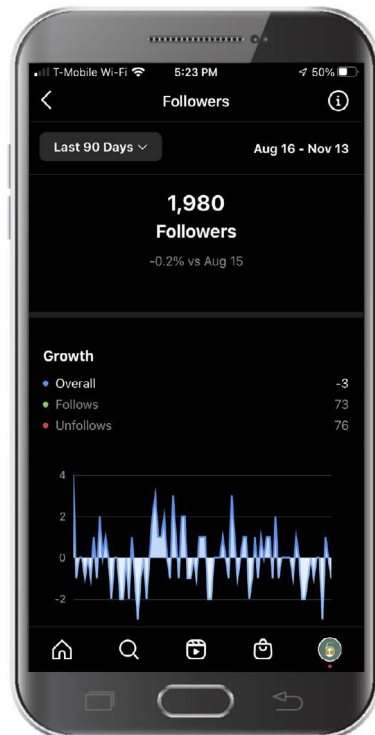 T-Mobile Wi-Fi 5:23 PM 50%
Followers
Last 90 Days Aug 16 - Nov 13
1,980
Followers
-0.2% vs Aug 15
Growth
Overall -3
Follows 73
Unfollows 76
4
2
0
-2